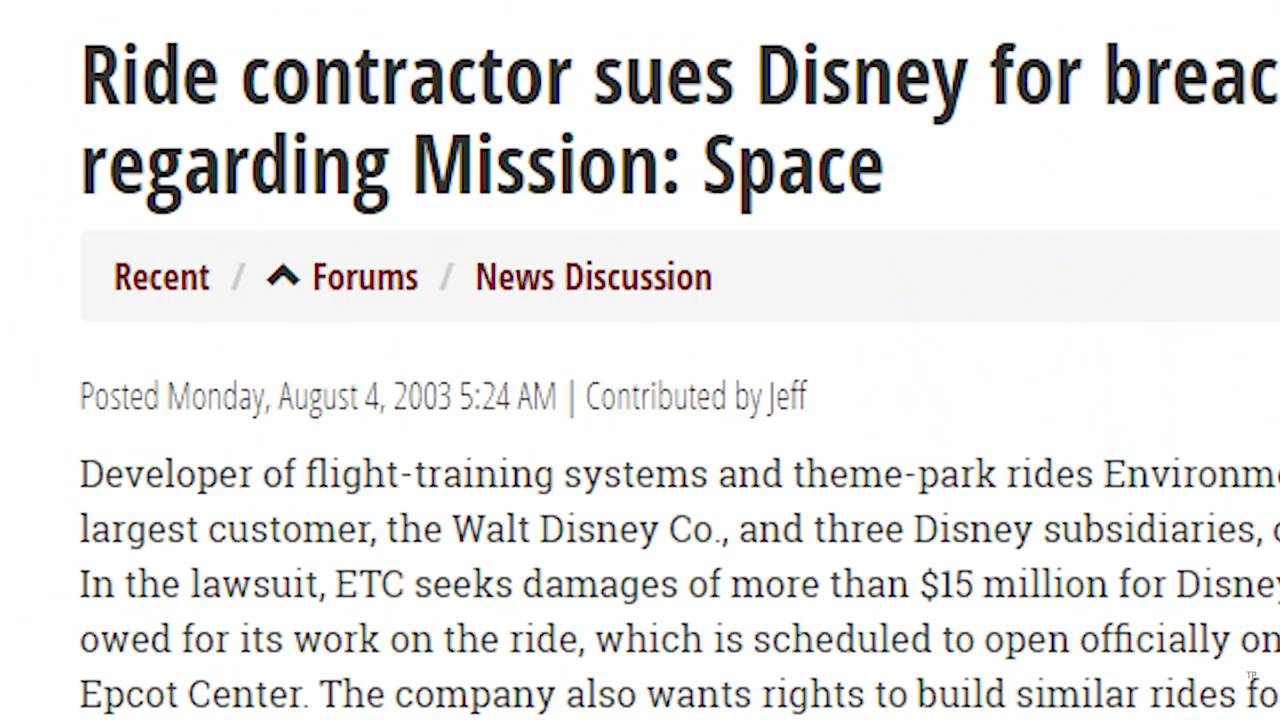 Ride contractor sues Disney for breac
regarding Mission: Space
Recent / Forums / News Discussion
Posted Monday, August 4, 2003 5:24 AM | Contributed by Jeff
Developer of flight-training systems and theme-park rides Environme
largest customer, the Walt Disney Co., and three Disney subsidiaries,
In the lawsuit, ETC seeks damages of more than $15 million for Disney
owed for its work on the ride, which is scheduled to open officially on
Epcot Center. The company also wants rights to build similar rides fo
TP